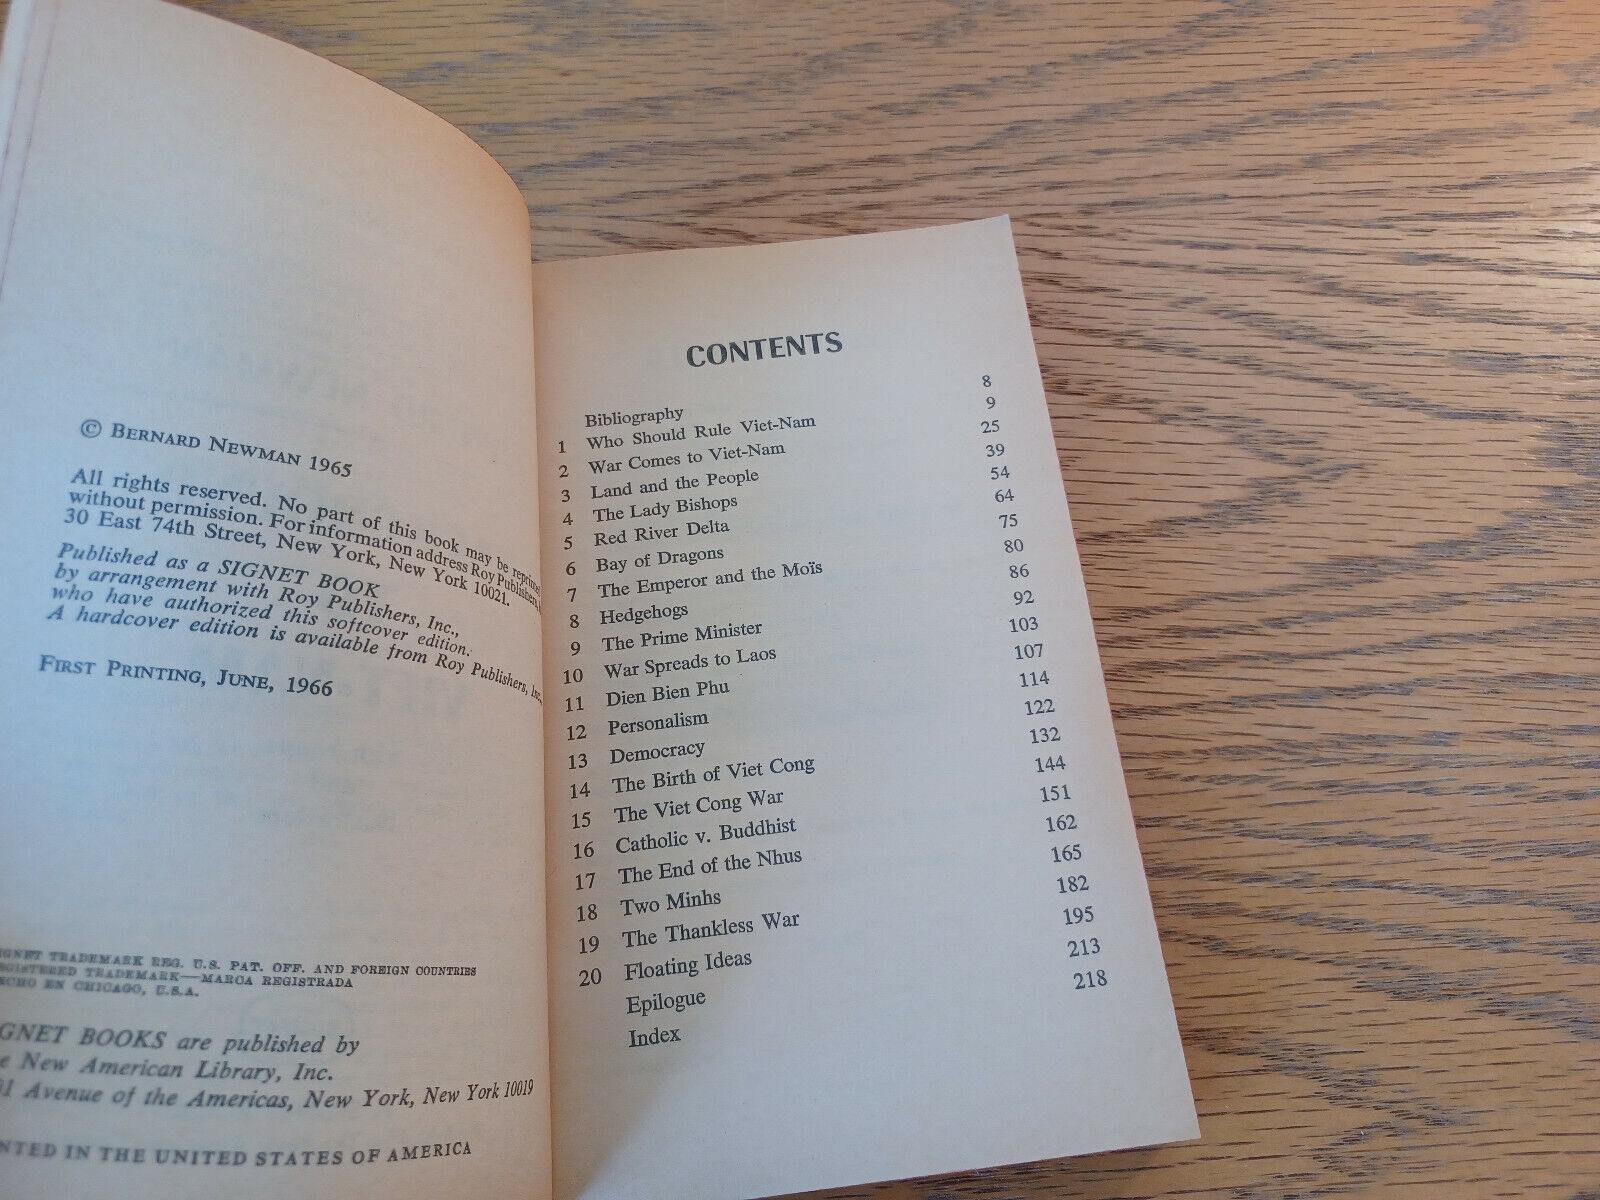 © BERNARD NEWMAN 1965
All rights reserved. No part of this book may be reprinted
without permission. For information address Roy Publishers,
30 East 74th Street, New York, New York 10021.
Published as a SIGNET BOOK
by arrangement with Roy Publishers, Inc.,
who have authorized this softcover edition.
A hardcover edition is available from Roy Publishers, Inc.
FIRST PRINTING, JUNE, 1966
IGNET TRADEMARK REG. U.S. PAT. OFF. AND FOREIGN COUNTRIES
GISTERED TRADEMARK—MARCA REGISTRADA
ECHO EN CHICAGO, U.S.A.
GNET BOOKS are published by
e New American Library, Inc.
01 Avenue of the Americas, New York, New York 10019
NTED IN THE UNITED STATES OF AMERICA
CONTENTS
Bibliography 8
1 Who Should Rule Viet-Nam 9
2 War Comes to Viet-Nam 25
3 Land and the People 39
4 The Lady Bishops 54
5 Red River Delta 64
6 Bay of Dragons 75
7 The Emperor and the Moïs 80
8 Hedgehogs 86
9 The Prime Minister 92
10 War Spreads to Laos 103
11 Dien Bien Phu 107
12 Personalism 114
13 Democracy 122
14 The Birth of Viet Cong 132
15 The Viet Cong War 144
16 Catholic v. Buddhist 151
17 The End of the Nhus 162
18 Two Minhs 165
19 The Thankless War 182
20 Floating Ideas 195
Epilogue 213
Index 218